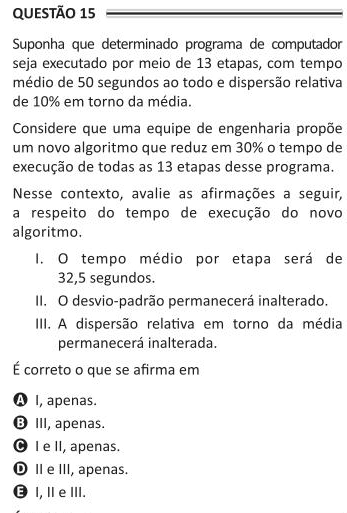 QUESTÃO 15
Suponha que determinado programa de computador
seja executado por meio de 13 etapas, com tempo
médio de 50 segundos ao todo e dispersão relativa
de 10% em torno da média.
Considere que uma equipe de engenharia propõe
um novo algoritmo que reduz em 30% o tempo de
execução de todas as 13 etapas desse programa.
Nesse contexto, avalie as afirmações a seguir,
a respeito do tempo de execução do novo
algoritmo.
I. O tempo médio por etapa será de
32,5 segundos.
II. O desvio-padrão permanecerá inalterado.
III. A dispersão relativa em torno da média
permanecerá inalterada.
É correto o que se afirma em
A I, apenas.
B III, apenas.
C I e II, apenas.
D II e III, apenas.
E I, II e III.